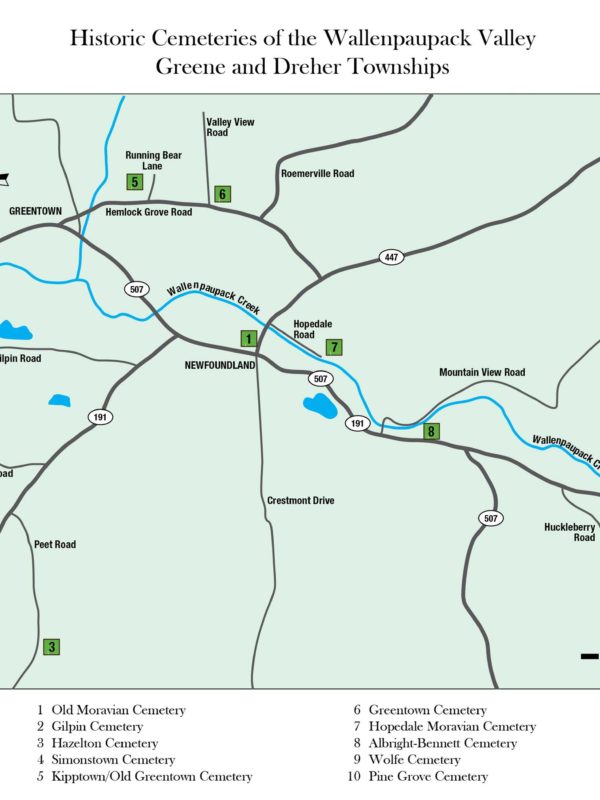 Historic Cemeteries of the Wallenpaupack Valley
Greene and Dreher Townships
Valley View
Road
Running Bear
Lane
5
6
Roemerville Road
GREENTOWN
Hemlock Grove Road
447
507
Wallenpaupack Creek
Hopedale
Road
1
7
ilpin Road
NEWFOUNDLAND
507
Mountain View Road
191
191
8
Wallenpaupack C
oad
Crestmont Drive
507
Huckleberry
Road
Peet Road
3
1 Old Moravian Cemetery
2 Gilpin Cemetery
3 Hazelton Cemetery
4 Simonstown Cemetery
5 Kipptown/Old Greentown Cemetery
6 Greentown Cemetery
7 Hopedale Moravian Cemetery
8 Albright-Bennett Cemetery
9 Wolfe Cemetery
10 Pine Grove Cemetery